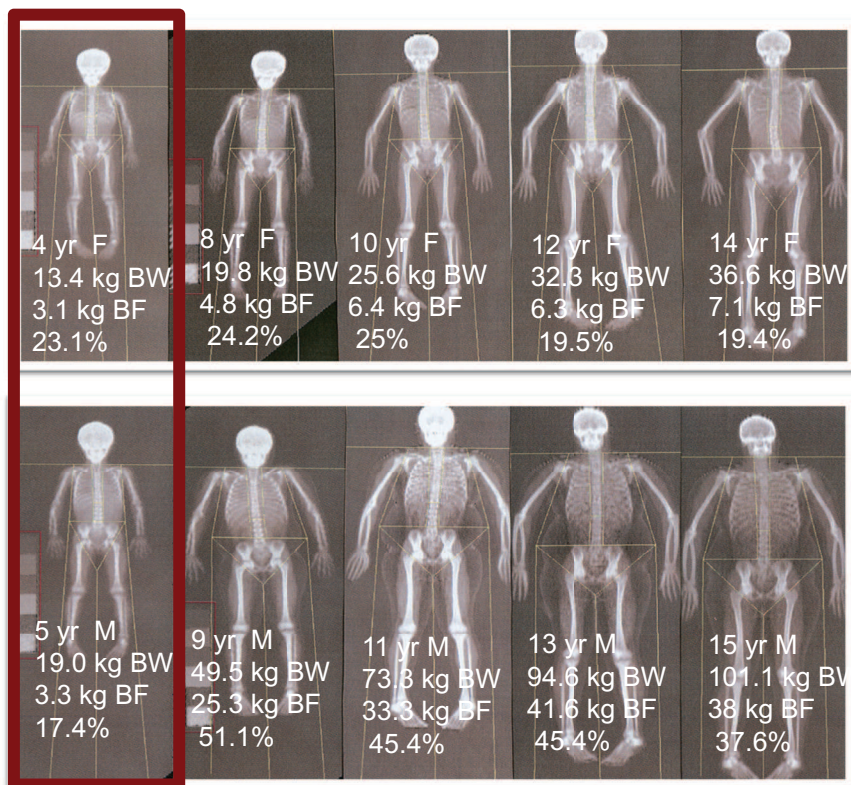 4 yr F
13.4 kg BW
3.1 kg BF
23.1%
8 yr F
19.8 kg BW
4.8 kg BF
24.2%
10 yr F
25.6 kg BW
6.4 kg BF
25%
12 yr F
32.3 kg BW
6.3 kg BF
19.5%
14 yr F
36.6 kg BW
7.1 kg BF
19.4%
5 yr M
19.0 kg BW
3.3 kg BF
17.4%
9 yr M
49.5 kg BW
25.3 kg BF
51.1%
11 yr M
73.3 kg BW
33.3 kg BF
45.4%
13 yr M
94.6 kg BW
41.6 kg BF
45.4%
15 yr M
101.1 kg BW
38 kg BF
37.6%